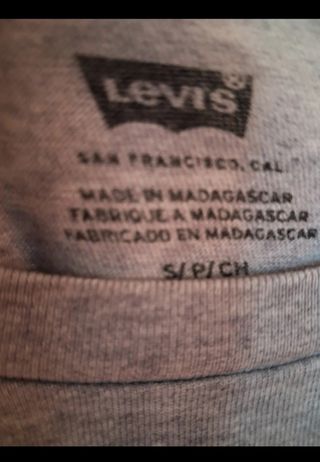 Levi's®
SAN FRANCISCO, CAL.
MADE IN MADAGASCAR
FABRIQUE A MADAGASCAR
FABRICADO EN MADAGASCAR
S/P/CH